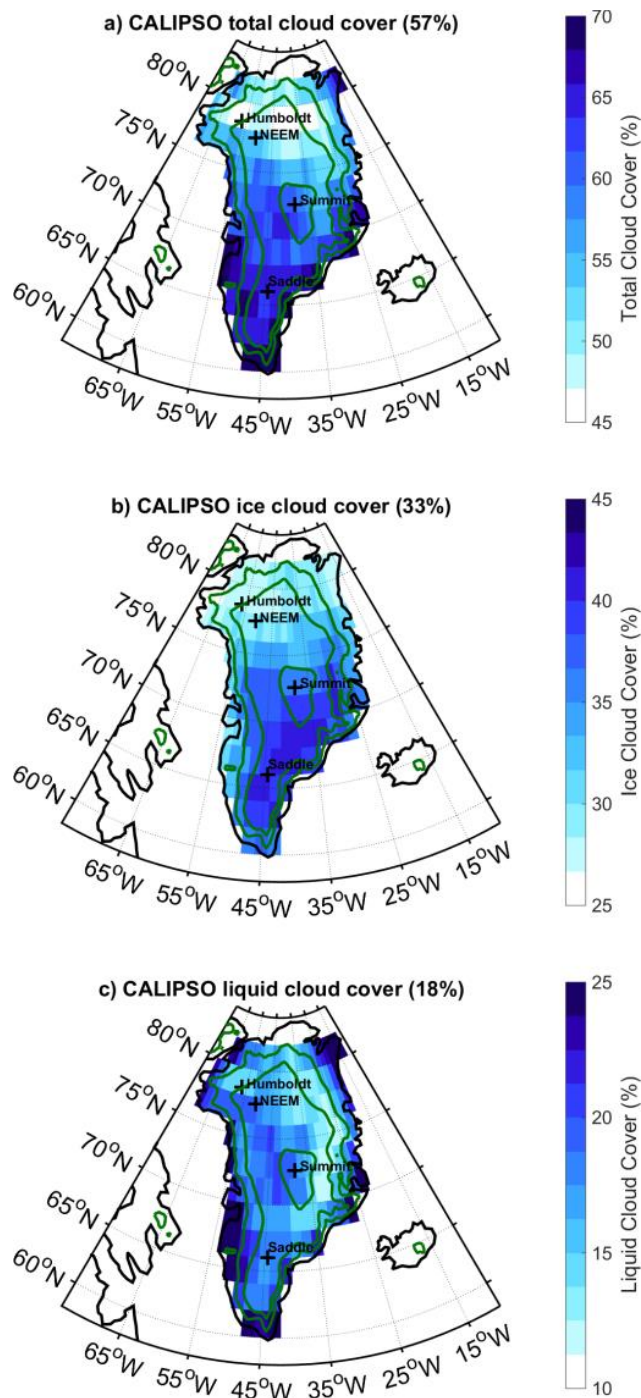 a) CALIPSO total cloud cover (57%)
80°N
75°N
70°N
65°N
60°N
65°W
55°W
45°W
35°W
25°W
15°W
Humboldt
NEEM
Summit
Saddle
70
65
60
55
50
45
Total Cloud Cover (%)
b) CALIPSO ice cloud cover (33%)
80°N
75°N
70°N
65°N
60°N
65°W
55°W
45°W
35°W
25°W
15°W
Humboldt
NEEM
Summit
Saddle
45
40
35
30
25
Ice Cloud Cover (%)
c) CALIPSO liquid cloud cover (18%)
80°N
75°N
70°N
65°N
60°N
65°W
55°W
45°W
35°W
25°W
15°W
Humboldt
NEEM
Summit
Saddle
25
20
15
10
Liquid Cloud Cover (%)